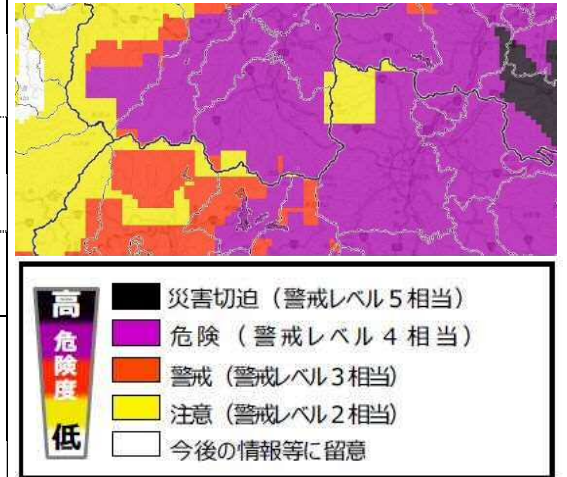 高
危険度
低
災害切迫（警戒レベル５相当）
危険（警戒レベル４相当）
警戒（警戒レベル３相当）
注意（警戒レベル２相当）
今後の情報等に留意